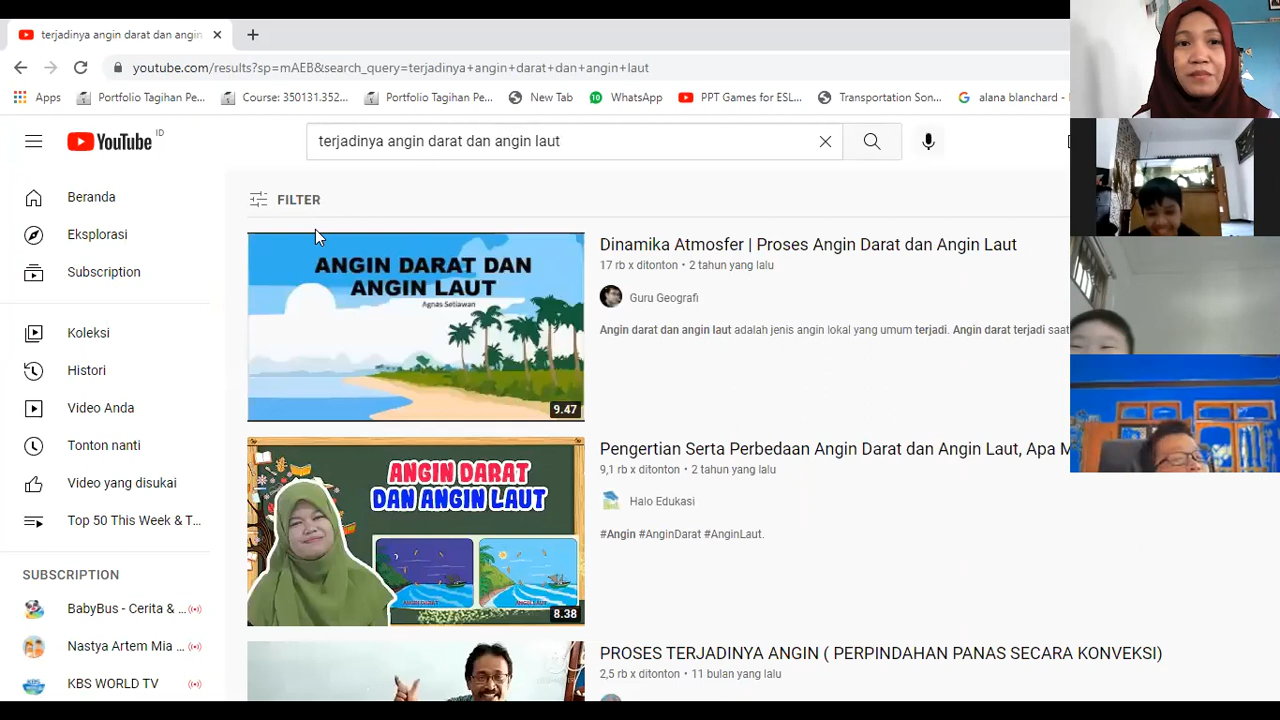 terjadinya angin darat dan angin
youtube.com/results?sp=mAEB&search_query=terjadinya+angin+darat+dan+angin+laut
Apps
Portfolio Tagihan Pe...
Course: 350131.352...
Portfolio Tagihan Pe...
New Tab
WhatsApp
PPT Games for ESL...
Transportation Son...
alana blanchard -
YouTube ID
terjadinya angin darat dan angin laut
Beranda
Eksplorasi
Subscription
Koleksi
Histori
Video Anda
Tonton nanti
Video yang disukai
Top 50 This Week & T...
SUBSCRIPTION
BabyBus - Cerita & ...
Nastya Artem Mia ...
KBS WORLD TV
FILTER
ANGIN DARAT DAN
ANGIN LAUT
Agnas Setiawan
9.47
Dinamika Atmosfer | Proses Angin Darat dan Angin Laut
17 rb x ditonton • 2 tahun yang lalu
Guru Geografi
Angin darat dan angin laut adalah jenis angin lokal yang umum terjadi. Angin darat terjadi saat
ANGIN DARAT
DAN ANGIN LAUT
ANGIN DARAT
ANGIN LAUT
8.38
Pengertian Serta Perbedaan Angin Darat dan Angin Laut, Apa
9,1 rb x ditonton • 2 tahun yang lalu
Halo Edukasi
#Angin #AnginDarat #AnginLaut.
PROSES TERJADINYA ANGIN ( PERPINDAHAN PANAS SECARA KONVEKSI)
2,5 rb x ditonton • 11 bulan yang lalu